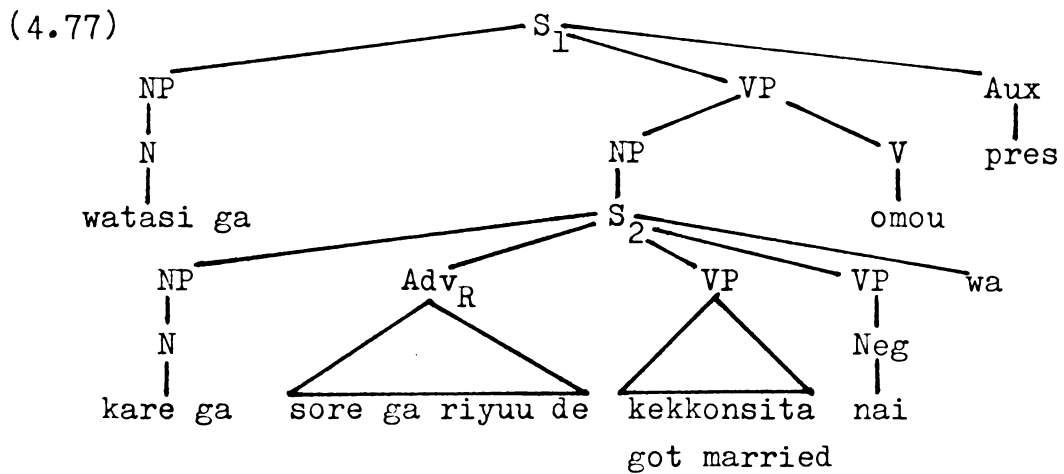 (4.77)
S1
NP VP Aux
N NP V pres
watasi ga S2 omou
NP AdvR VP VP wa
N Neg
kare ga sore ga riyuu de kekkonsita nai
got married